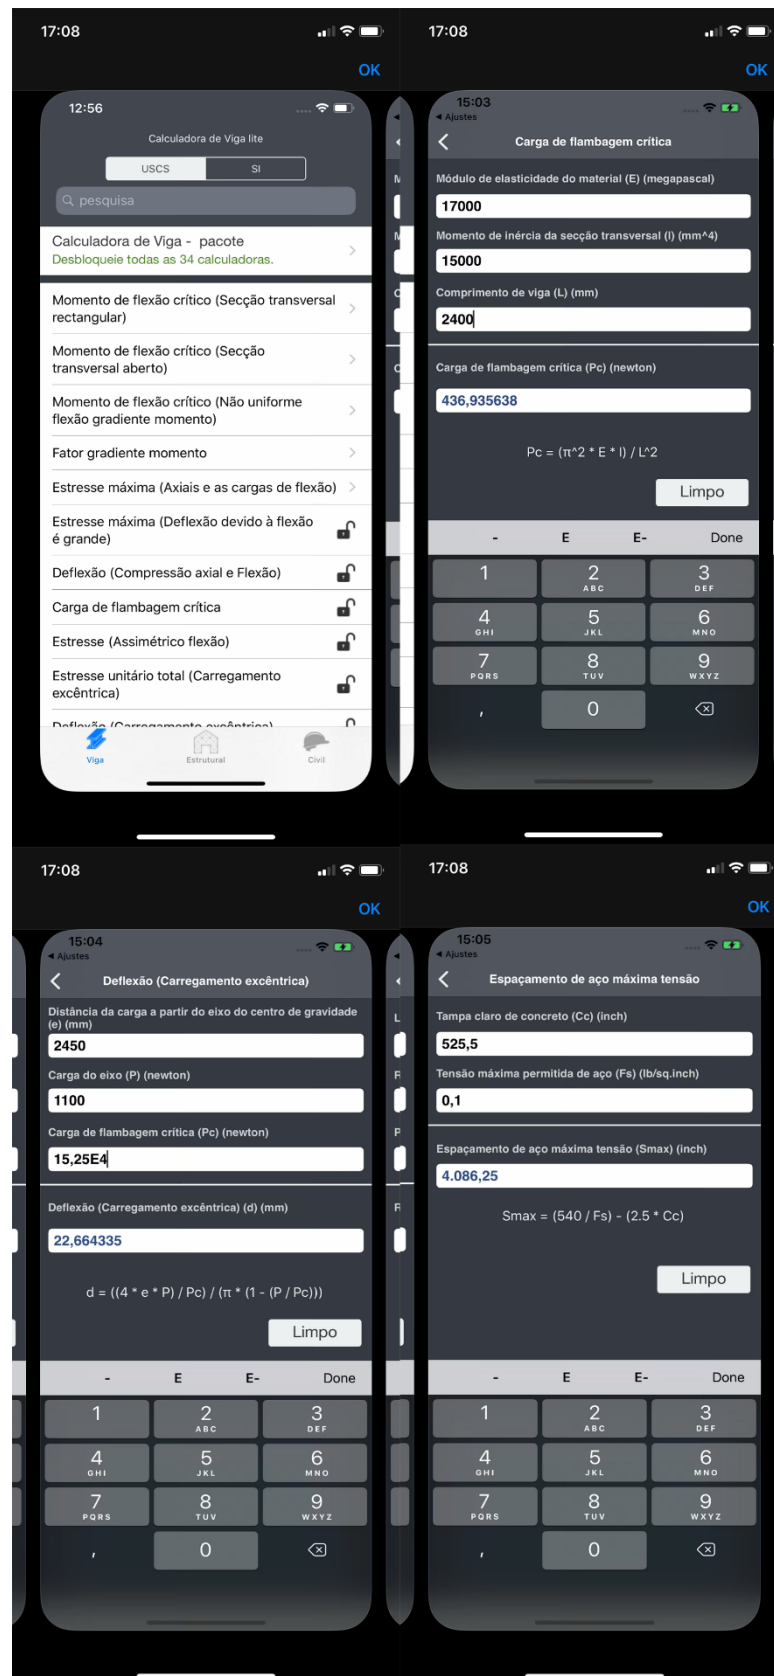 17:08
OK
12:56
Calculadora de Viga lite
USCS SI
pesquisa
Calculadora de Viga - pacote
Desbloqueie todas as 34 calculadoras.
Momento de flexão crítico (Secção transversal
rectangular)
Momento de flexão crítico (Secção
transversal aberto)
Momento de flexão crítico (Não uniforme
flexão gradiente momento)
Fator gradiente momento
Estresse máxima (Axiais e as cargas de flexão)
Estresse máxima (Deflexão devido à flexão
é grande)
Deflexão (Compressão axial e Flexão)
Carga de flambagem crítica
Estresse (Assimétrico flexão)
Estresse unitário total (Carregamento
excêntrica)
Deflexão (Carregamento excêntrica)
Viga Estrutural Civil
17:08
OK
15:03
Ajustes
Carga de flambagem crítica
Módulo de elasticidade do material (E) (megapascal)
17000
Momento de inércia da secção transversal (I) (mm^4)
15000
Comprimento de viga (L) (mm)
2400
Carga de flambagem crítica (Pc) (newton)
436,935638
Pc = (π^2 * E * I) / L^2
Limpo
- E E- Done
1 2 3
ABC DEF
4 5 6
GHI JKL MNO
7 8 9
PQRS TUV WXYZ
, 0
17:08
OK
15:04
Ajustes
Deflexão (Carregamento excêntrica)
Distância da carga a partir do eixo do centro de gravidade
(e) (mm)
2450
Carga do eixo (P) (newton)
1100
Carga de flambagem crítica (Pc) (newton)
15,25E4
Deflexão (Carregamento excêntrica) (d) (mm)
22,664335
d = ((4 * e * P) / Pc) / (π * (1 - (P / Pc)))
Limpo
- E E- Done
1 2 3
ABC DEF
4 5 6
GHI JKL MNO
7 8 9
PQRS TUV WXYZ
, 0
17:08
OK
15:05
Ajustes
Espaçamento de aço máxima tensão
Tampa claro de concreto (Cc) (inch)
525,5
Tensão máxima permitida de aço (Fs) (lb/sq.inch)
0,1
Espaçamento de aço máxima tensão (Smax) (inch)
4.086,25
Smax = (540 / Fs) - (2.5 * Cc)
Limpo
- E E- Done
1 2 3
ABC DEF
4 5 6
GHI JKL MNO
7 8 9
PQRS TUV WXYZ
, 0